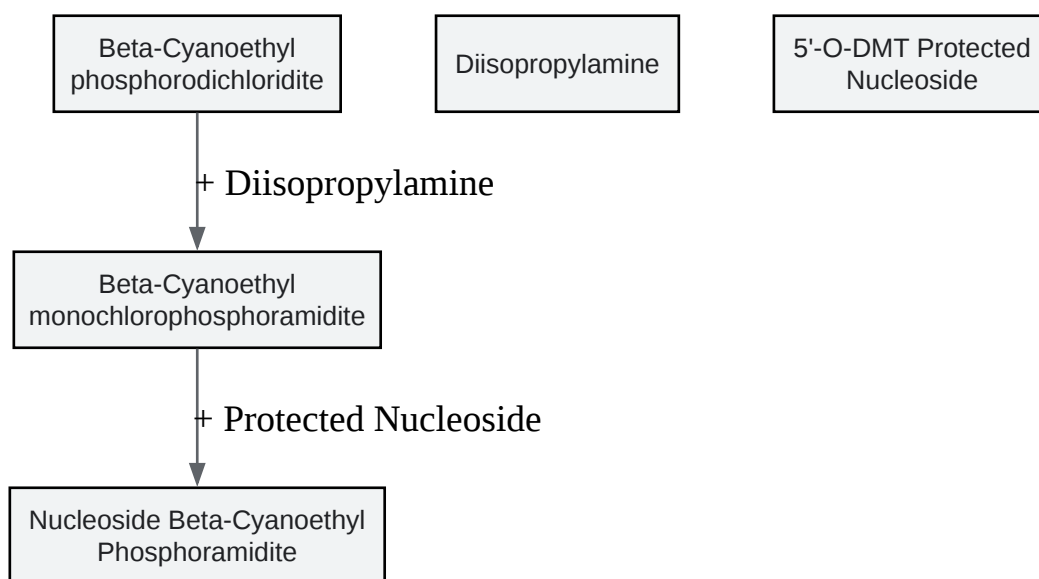 Beta-Cyanoethyl
phosphorodichloridite
Diisopropylamine
5'-O-DMT Protected
Nucleoside
+ Diisopropylamine
Beta-Cyanoethyl
monochlorophosphoramidite
+ Protected Nucleoside
Nucleoside Beta-Cyanoethyl
Phosphoramidite